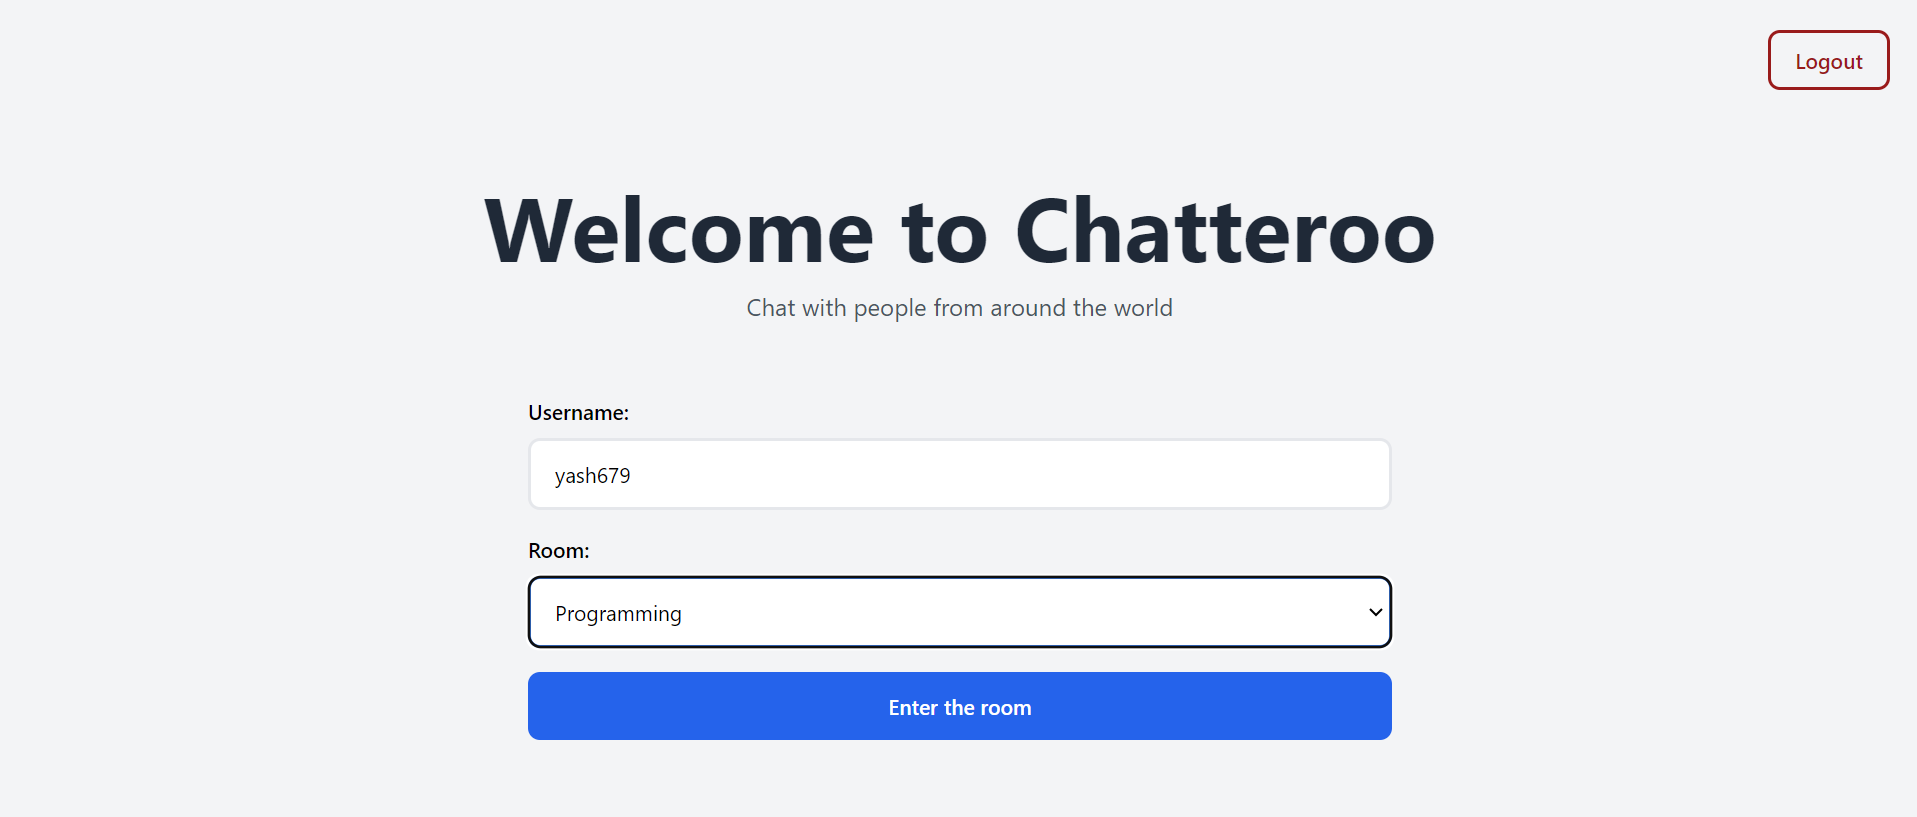 Logout
Welcome to Chatteroo
Chat with people from around the world
Username:
yash679
Room:
Programming
Enter the room